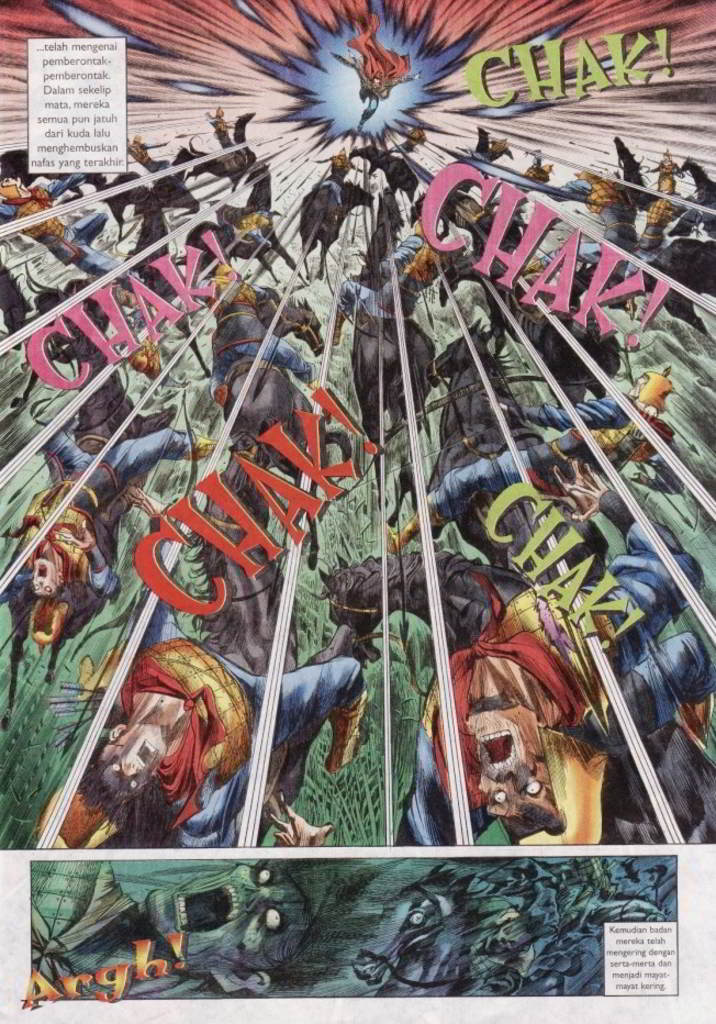 ...telah mengenai
pemberontak-
pemberontak.
Dalam sekelip
mata, mereka
semua pun jatuh
dari kuda lalu
menghembuskan
nafas yang terakhir.
CHAK!
CHAK!
CHAK!
CHAK!
CHAK!
Argh!
Kemudian badan
mereka telah
mengering dengan
serta-merta dan
menjadi mayat-
mayat kering.